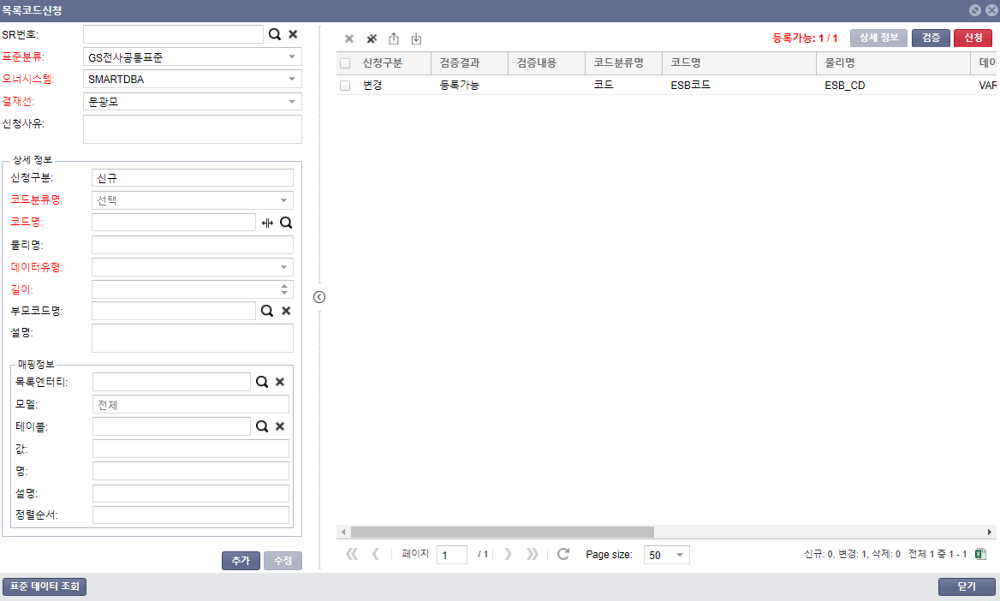 목록코드신청
SR번호:
표준분류: GS전사공통표준
오너시스템: SMARTDBA
결재선: 문광모
신청사유:
상세 정보
신청구분: 신규
코드분류명: 선택
코드명:
물리명:
데이터유형:
길이:
부모코드명:
설명:
매핑정보
목록엔터티:
모델: 전체
테이블:
값:
명:
설명:
정렬순서:
추가 수정
등록가능: 1 / 1 상세 정보 검증 신청
신청구분 검증결과 검증내용 코드분류명 코드명 물리명 데이
변경 등록가능 코드 ESB코드 ESB_CD VAR
페이지 1 / 1 Page size: 50 신규: 0, 변경: 1, 삭제: 0 전체 1 중 1 - 1
표준 데이터 조회 닫기